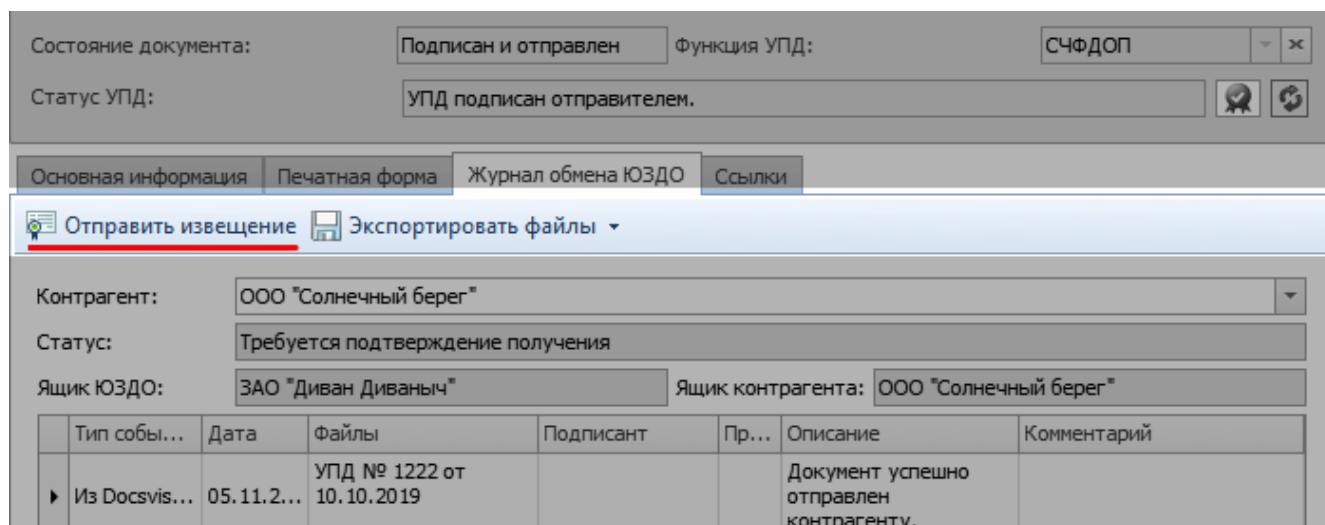 Состояние документа: Подписан и отправлен Функция УПД: СЧФДОП
Статус УПД: УПД подписан отправителем.
Основная информация Печатная форма Журнал обмена ЮЗДО Ссылки
Отправить извещение Экспортировать файлы
Контрагент: ООО "Солнечный берег"
Статус: Требуется подтверждение получения
Ящик ЮЗДО: ЗАО "Диван Диваныч" Ящик контрагента: ООО "Солнечный берег"
Тип собы... Дата Файлы Подписант Пр... Описание Комментарий
Из Docsvis... 05.11.2... УПД № 1222 от Документ успешно
10.10.2019 отправлен
контрагенту.